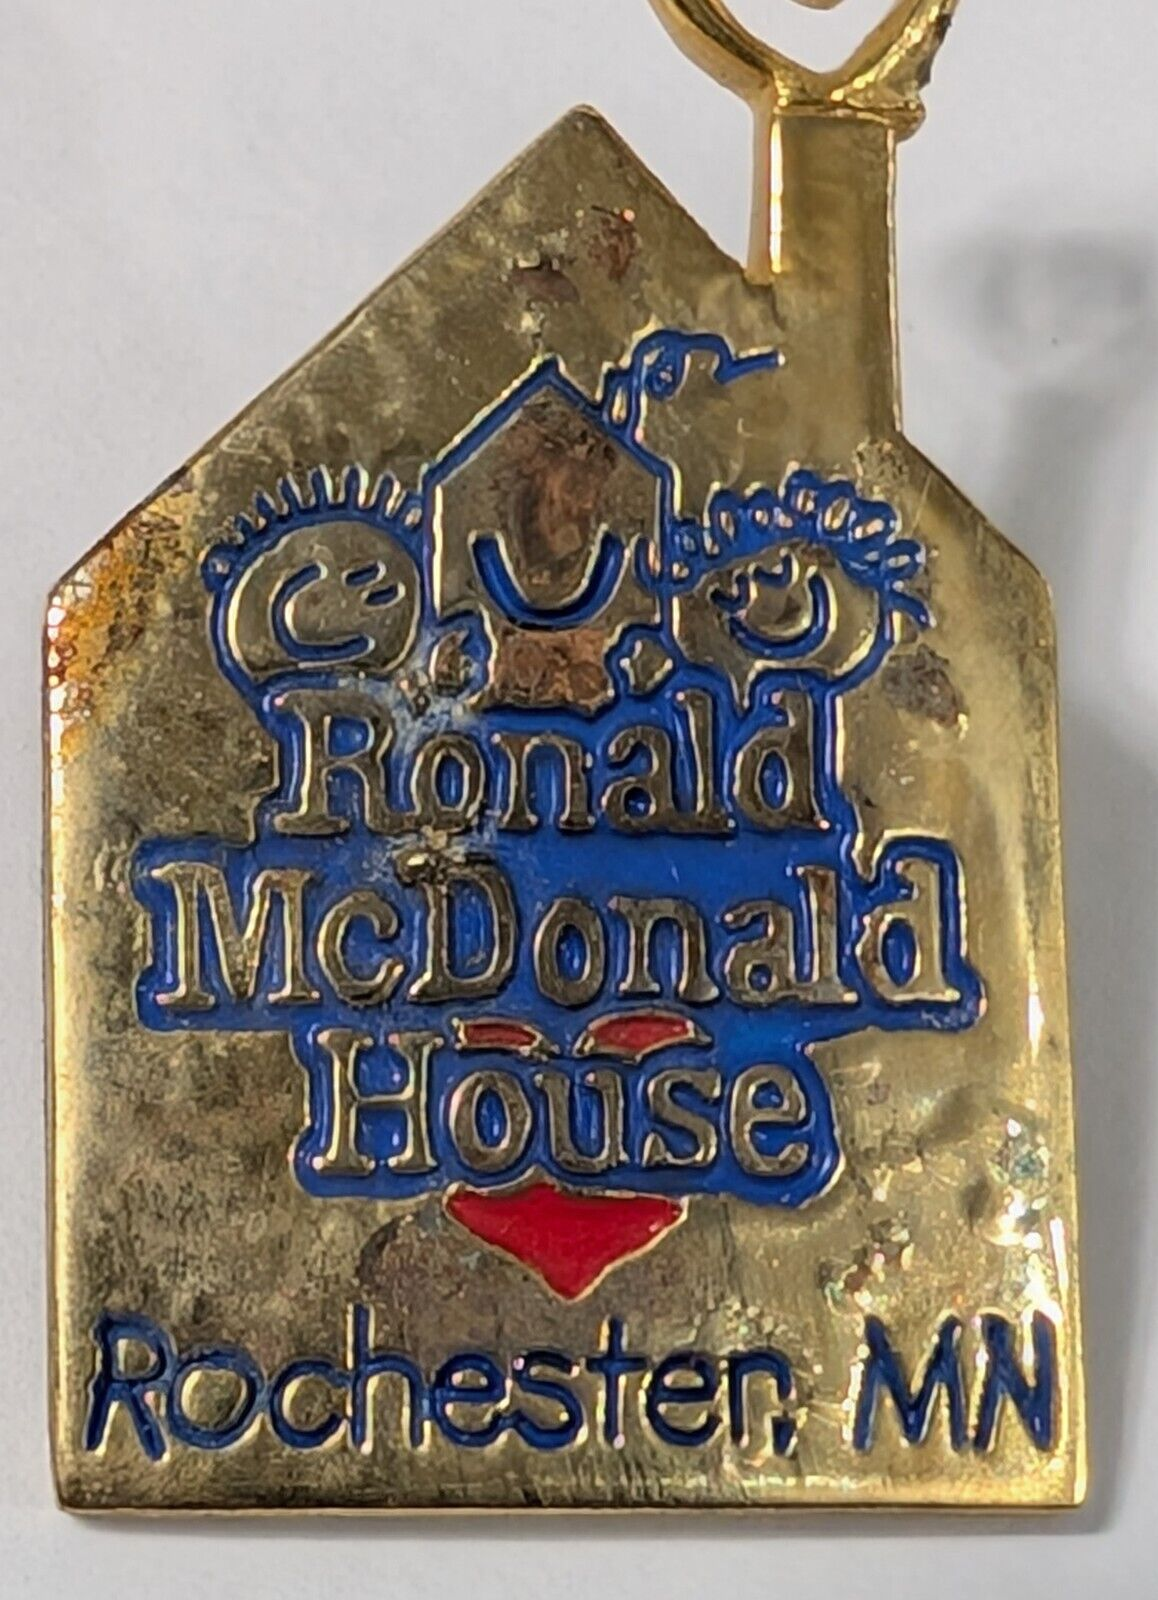 Ronald
McDonald
House
Rochester, MN